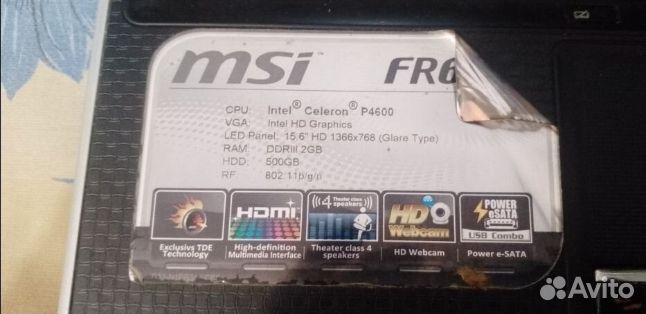 msi FR6
CPU: Intel® Celeron® P4600
VGA: Intel HD Graphics
LED Panel: 15.6" HD 1366x768 (Glare Type)
RAM: DDRIII 2GB
HDD: 500GB
RF 802.11b/g/n
HDMI
4 Theater class speakers
HD Webcam
POWER eSATA
USB Combo
Exclusivs TDE Technology
High-definition Multimedia Interface
Theater class 4 speakers
HD Webcam
Power e-SATA
Avito